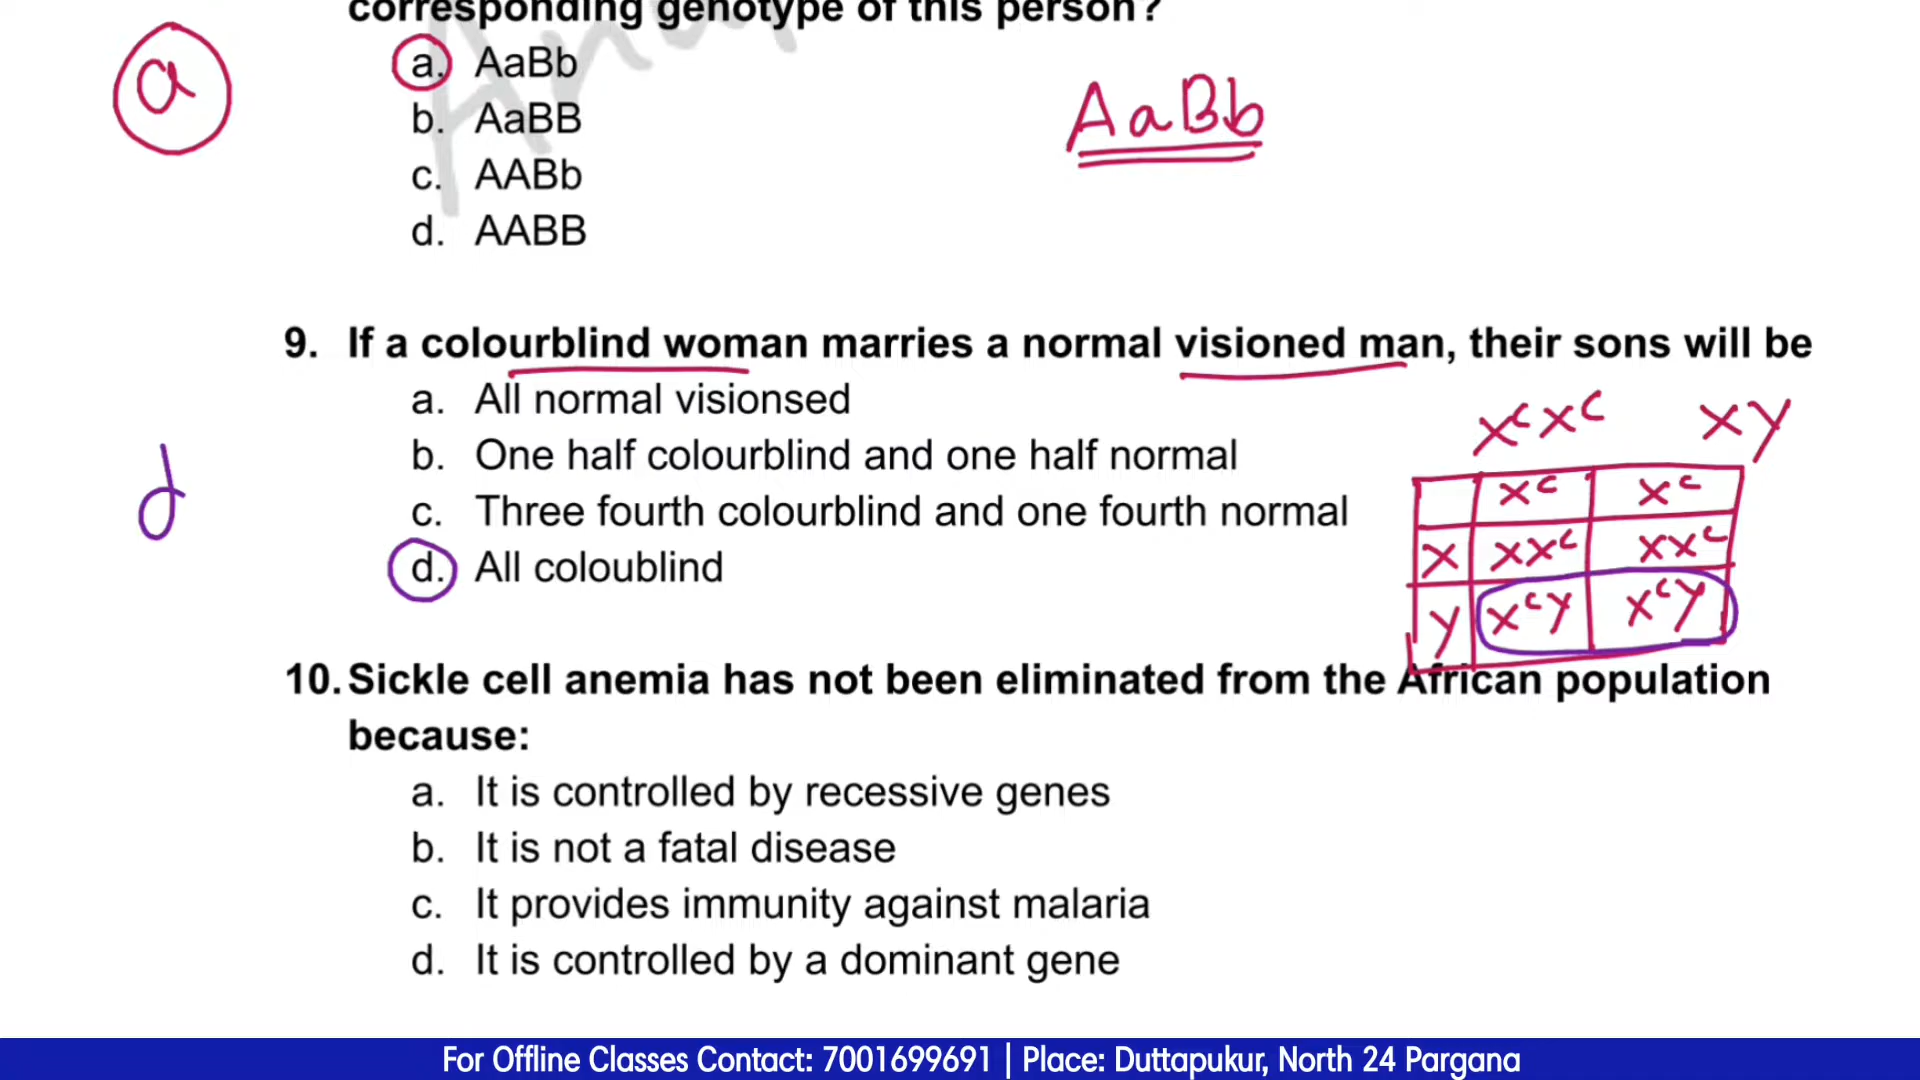 corresponding genotype of this person?
a
a. AaBb
AaBb
b. AaBB
c. AABb
d. AABB
9. If a colourblind woman marries a normal visioned man, their sons will be
a. All normal visionsed
XᶜXᶜ XY
b. One half colourblind and one half normal
Xᶜ Xᶜ
d
c. Three fourth colourblind and one fourth normal
X XXᶜ XXᶜ
d. All coloublind
Y XᶜY XᶜY
10. Sickle cell anemia has not been eliminated from the African population
because:
a. It is controlled by recessive genes
b. It is not a fatal disease
c. It provides immunity against malaria
d. It is controlled by a dominant gene
For Offline Classes Contact: 7001699691 | Place: Duttapukur, North 24 Pargana